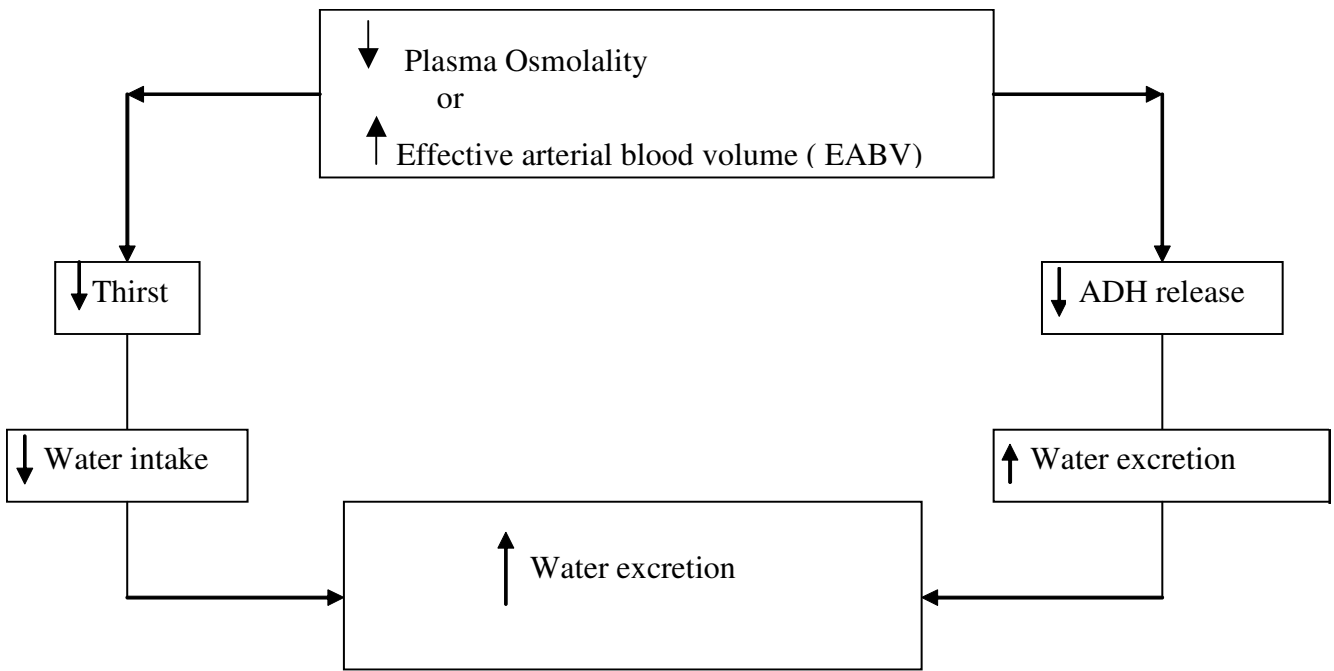 ↓ Plasma Osmolality
or
↑ Effective arterial blood volume ( EABV)
↓ Thirst
↓ ADH release
↓ Water intake
↑ Water excretion
↑ Water excretion